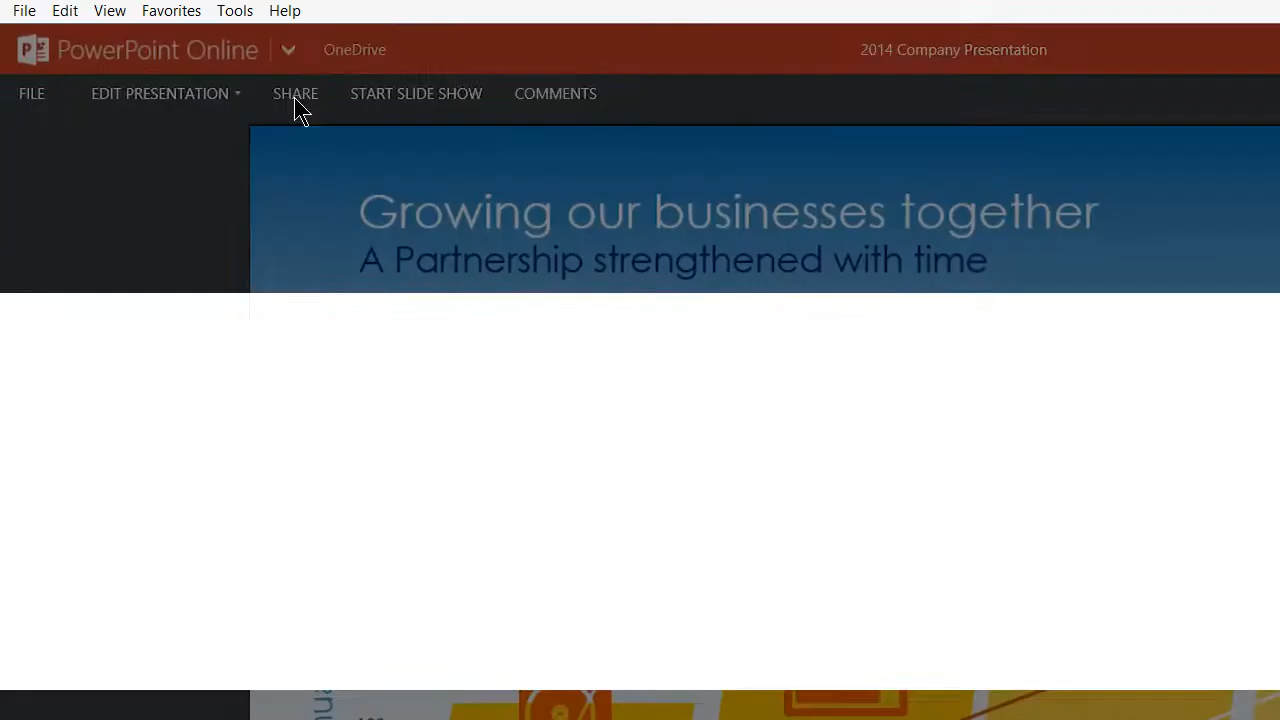 File Edit View Favorites Tools Help
PowerPoint Online OneDrive 2014 Company Presentation
FILE EDIT PRESENTATION SHARE START SLIDE SHOW COMMENTS
Growing our businesses together
A Partnership strengthened with time